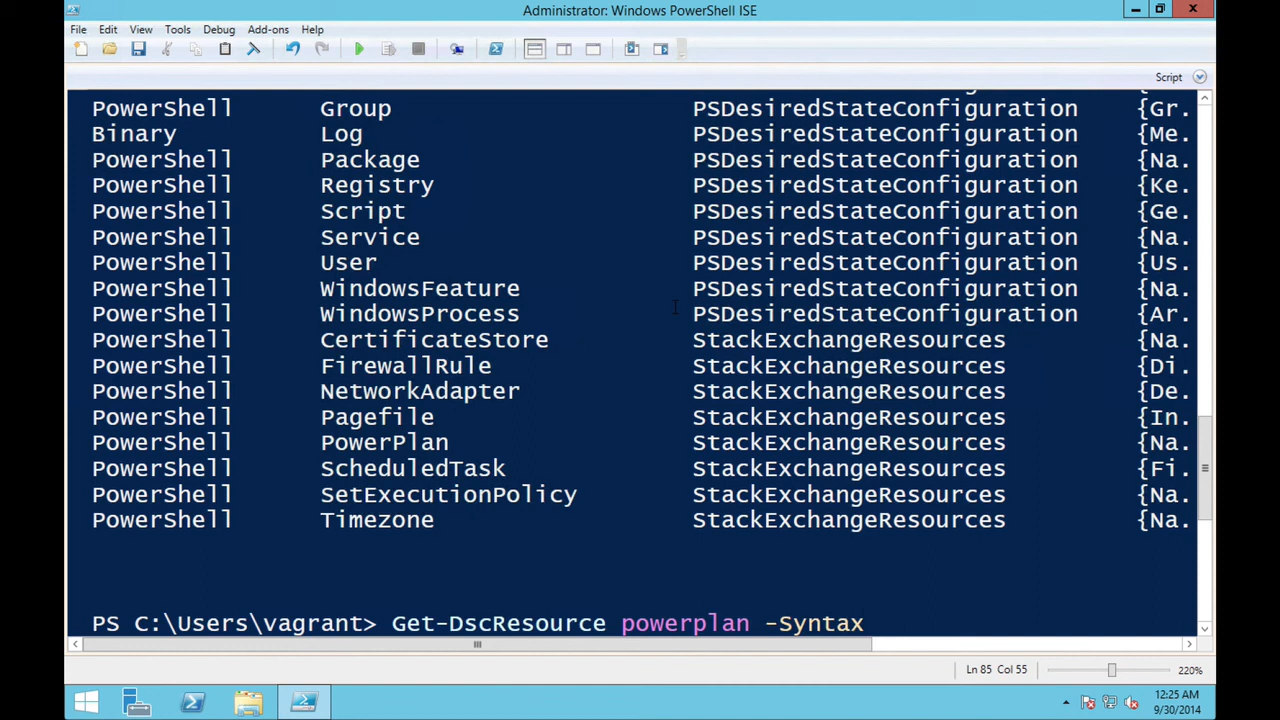 Administrator: Windows PowerShell ISE
File Edit View Tools Debug Add-ons Help
Script
PowerShell Group PSDesiredStateConfiguration {Gr.
Binary Log PSDesiredStateConfiguration {Me.
PowerShell Package PSDesiredStateConfiguration {Na.
PowerShell Registry PSDesiredStateConfiguration {Ke.
PowerShell Script PSDesiredStateConfiguration {Ge.
PowerShell Service PSDesiredStateConfiguration {Na.
PowerShell User PSDesiredStateConfiguration {Us.
PowerShell WindowsFeature PSDesiredStateConfiguration {Na.
PowerShell WindowsProcess PSDesiredStateConfiguration {Ar.
PowerShell CertificateStore StackExchangeResources {Na.
PowerShell FirewallRule StackExchangeResources {Di.
PowerShell NetworkAdapter StackExchangeResources {De.
PowerShell Pagefile StackExchangeResources {In.
PowerShell PowerPlan StackExchangeResources {Na.
PowerShell ScheduledTask StackExchangeResources {Fi.
PowerShell SetExecutionPolicy StackExchangeResources {Na.
PowerShell Timezone StackExchangeResources {Na.
PS C:\Users\vagrant> Get-DscResource powerplan -Syntax
Ln 85 Col 55 220%
12:25 AM
9/30/2014